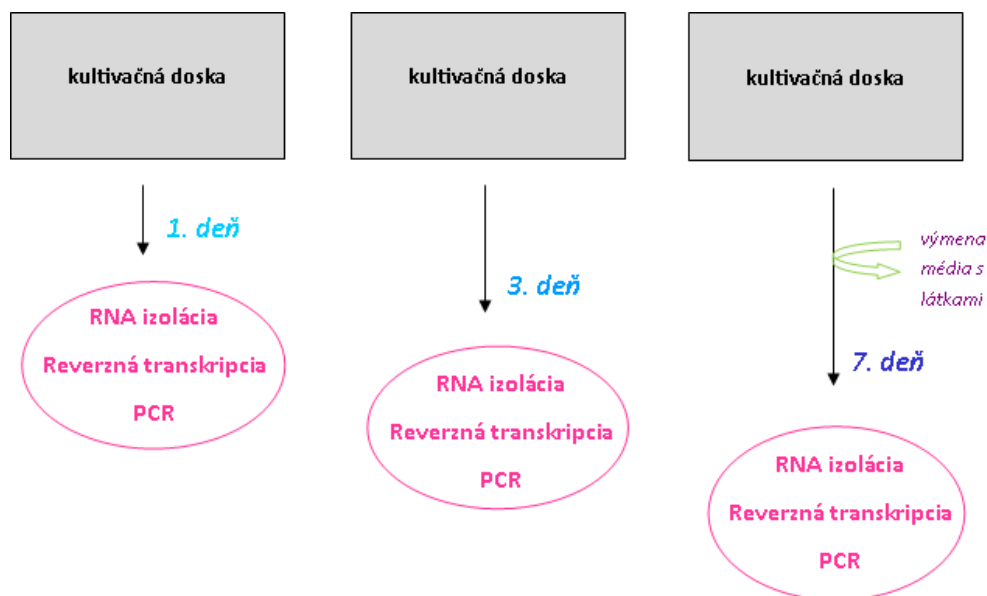 kultivačná doska
1. deň
RNA izolácia
Reverzná transkripcia
PCR
kultivačná doska
3. deň
RNA izolácia
Reverzná transkripcia
PCR
kultivačná doska
výmena
média s
látkami
7. deň
RNA izolácia
Reverzná transkripcia
PCR